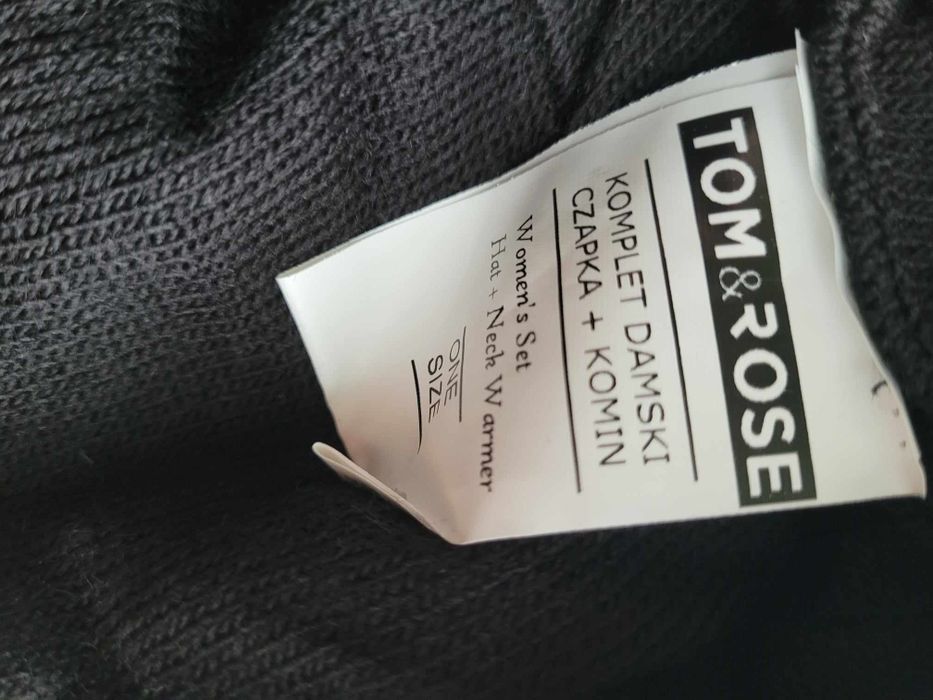 TOM&ROSE
KOMPLET DAMSKI
CZAPKA + KOMIN
Women's Set
Hat + Neck Warmer
ONE
SIZE